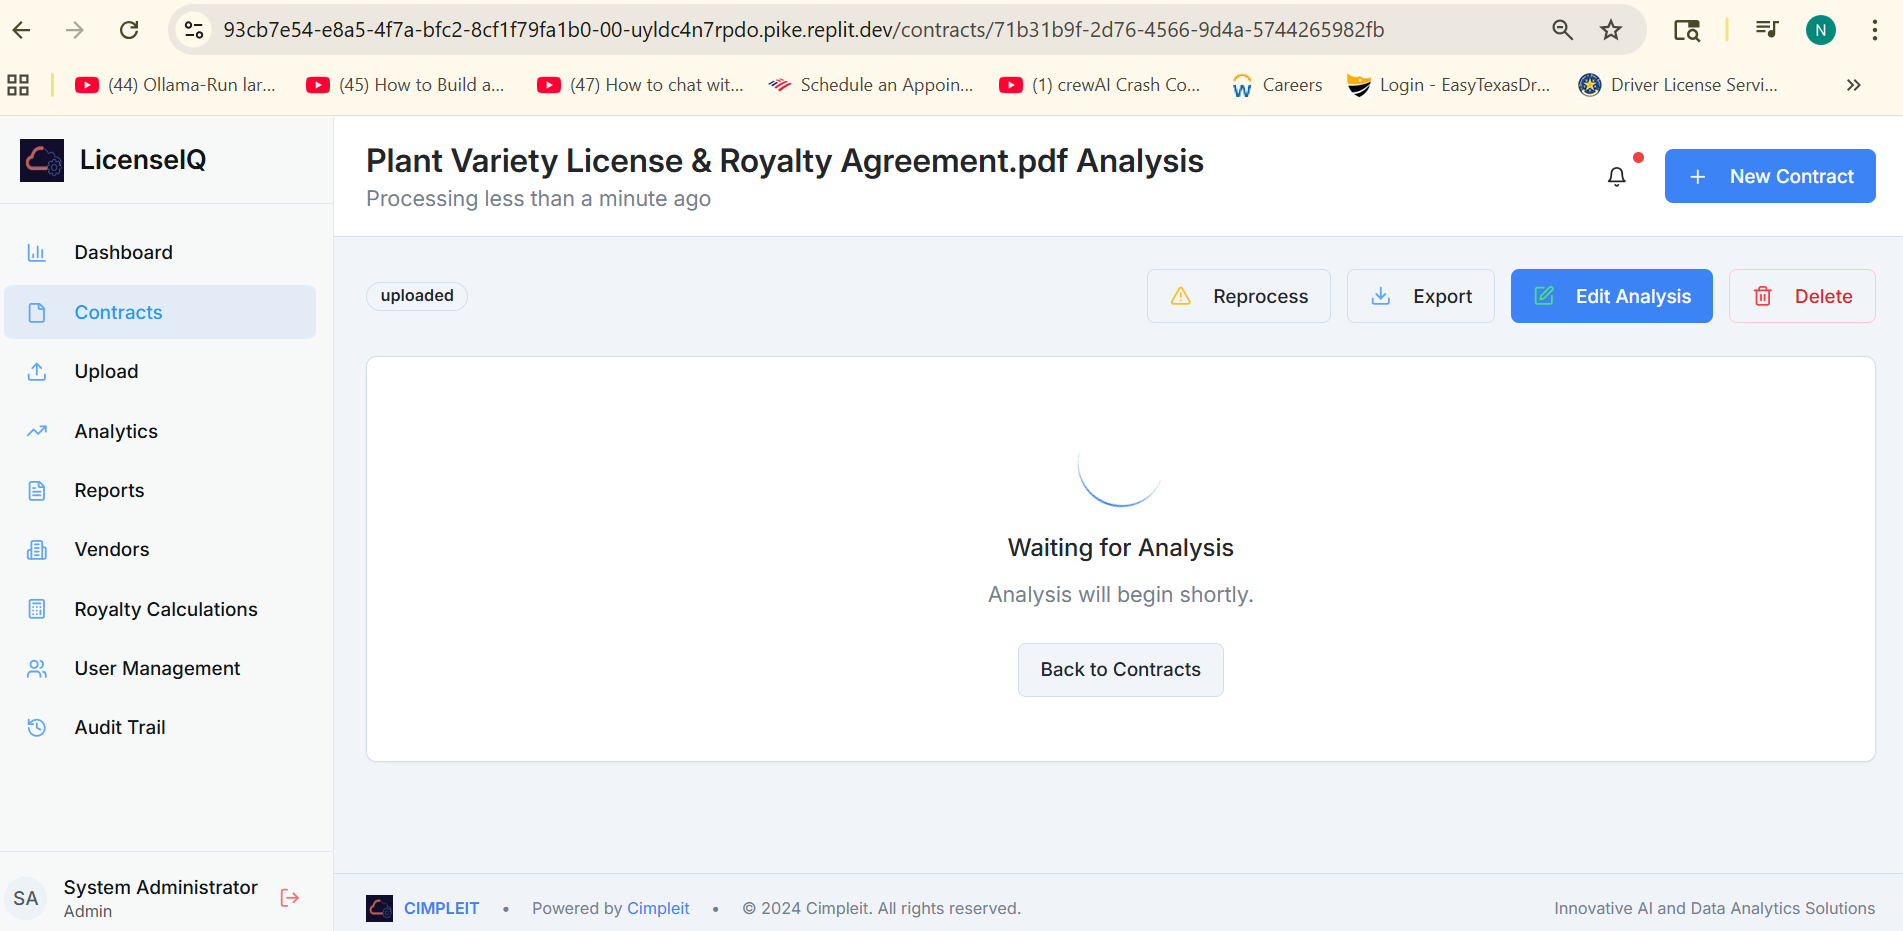 93cb7e54-e8a5-4f7a-bfc2-8cf1f79fa1b0-00-uyldc4n7rpdo.pike.replit.dev/contracts/71b31b9f-2d76-4566-9d4a-5744265982fb
N
(44) Ollama-Run lar...
(45) How to Build a...
(47) How to chat wit...
Schedule an Appoin...
(1) crewAI Crash Co...
Careers
Login - EasyTexasDr...
Driver License Servi...
LicenseIQ
Dashboard
Contracts
Upload
Analytics
Reports
Vendors
Royalty Calculations
User Management
Audit Trail
SA
System Administrator
Admin
Plant Variety License & Royalty Agreement.pdf Analysis
Processing less than a minute ago
New Contract
uploaded
Reprocess
Export
Edit Analysis
Delete
Waiting for Analysis
Analysis will begin shortly.
Back to Contracts
CIMPLEIT • Powered by Cimpleit • © 2024 Cimpleit. All rights reserved.
Innovative AI and Data Analytics Solutions